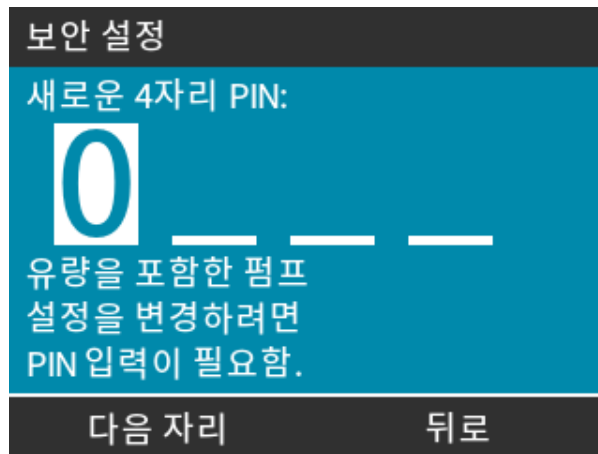 보안 설정
새로운 4자리 PIN:
0 _ _ _
유량을 포함한 펌프
설정을 변경하려면
PIN 입력이 필요함.
다음 자리 뒤로